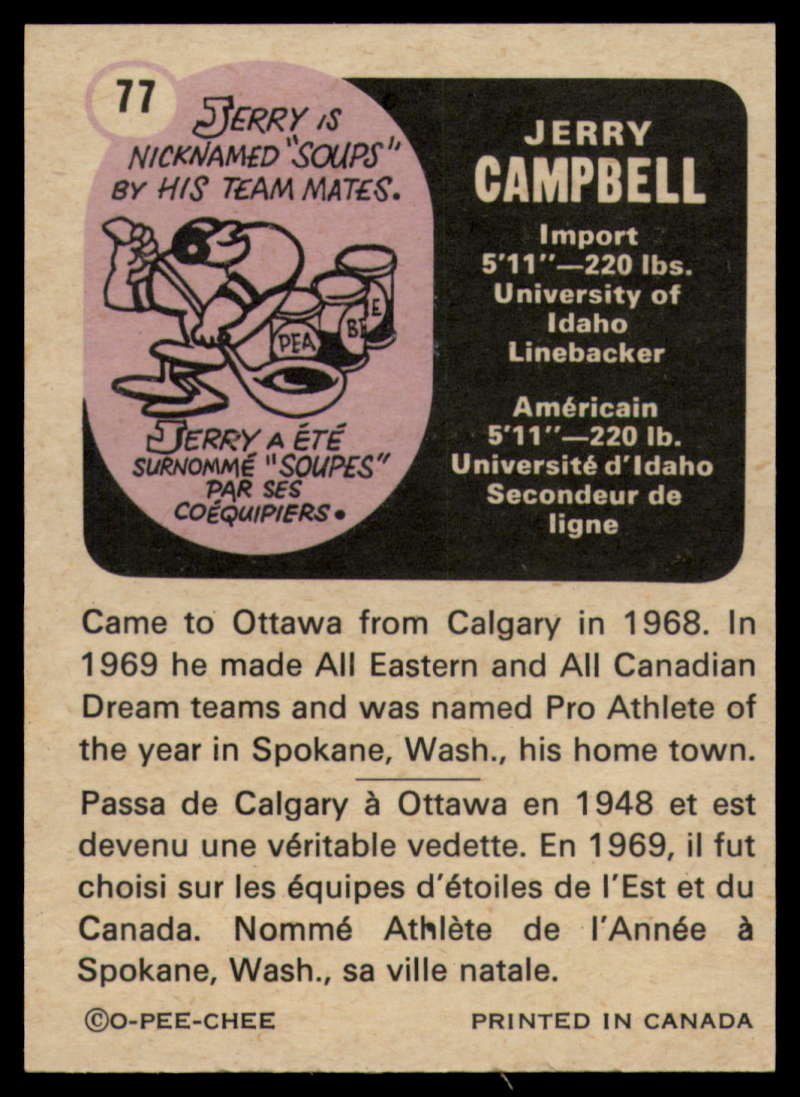 77
JERRY IS
NICKNAMED "SOUPS"
BY HIS TEAM MATES.
PEA
BE
E
JERRY A ÉTÉ
SURNOMMÉ "SOUPES"
PAR SES
COÉQUIPIERS.
JERRY
CAMPBELL
Import
5'11"—220 lbs.
University of
Idaho
Linebacker
Américain
5'11"—220 lb.
Université d'Idaho
Secondeur de
ligne
Came to Ottawa from Calgary in 1968. In
1969 he made All Eastern and All Canadian
Dream teams and was named Pro Athlete of
the year in Spokane, Wash., his home town.
Passa de Calgary à Ottawa en 1948 et est
devenu une véritable vedette. En 1969, il fut
choisi sur les équipes d'étoiles de l'Est et du
Canada. Nommé Athlète de l'Année à
Spokane, Wash., sa ville natale.
©O-PEE-CHEE PRINTED IN CANADA